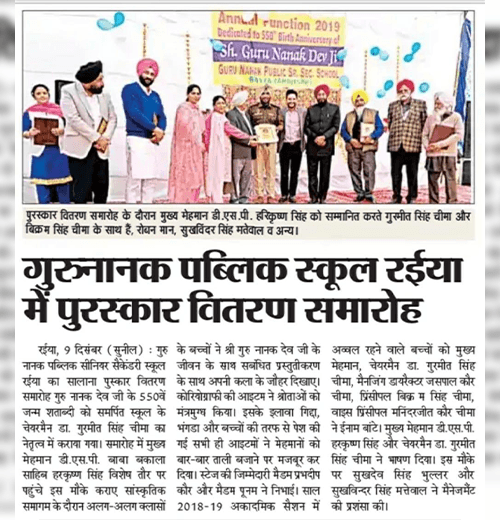 Annual Function 2019
Dedicated to 550th Birth Anniversary of
Sh. Guru Nanak Dev Ji
GURU NANAK PUBLIC SR. SEC. SCHOOL
पुरस्कार वितरण समारोह के दौरान मुख्य मेहमान डी.एस.पी. हरिकृष्ण सिंह को सम्मानित करते गुरमीत सिंह चीमा और
बिक्रम सिंह चीमा के साथ हैं, रोबन मान, सुखविंदर सिंह मतेवाल व अन्य।
गुरुनानक पब्लिक स्कूल रईया
में पुरस्कार वितरण समारोह
रईया, 9 दिसंबर (सुनील) : गुरु
नानक पब्लिक सीनियर सैकेंडरी स्कूल
रईया का सालाना पुस्कार वितरण
समारोह गुरु नानक देव जी के 550वें
जन्म शताब्दी को समर्पित स्कूल के
चेयरमैन डा. गुरमीत सिंह चीमा का
नेतृत्व में कराया गया। समारोह में मुख्य
मेहमान डी.एस.पी. बाबा बकाला
साहिब हरकृष्ण सिंह विशेष तौर पर
पहुंचे इस मौके कराए सांस्कृतिक
समागम के दौरान अलग-अलग क्लासों
के बच्चों ने श्री गुरु नानक देव जी के
जीवन के साथ सबंधित प्रस्तुतीकरण
के साथ अपनी कला के जौहर दिखाए।
कोरियोग्राफी की आइटम ने श्रोताओं को
मंत्रमुग्ध किया। इसके इलावा गिद्दा,
भंगडा और बच्चों की तरफ से पेश की
गई सभी ही आइटमों ने मेहमानों को
बार-बार ताली बजाने पर मजबूर कर
दिया। स्टेज की जिम्मेदारी मैडम प्रभदीप
कौर और मैडम पूनम ने निभाई। साल
2018-19 अकादमिक सैशन में
अव्वल रहने वाले बच्चों को मुख्य
मेहमान, चेयरमैन डा. गुरमीत सिंह
चीमा, मैनजिंग डायरैक्टर जसपाल कौर
चीमा, प्रिंसीपल बिक्र म सिंह चीमा,
वाइस प्रिंसीपल मनिंदरजीत कौर चीमा
ने ईनाम बांटे। मुख्य मेहमान डी.एस.पी.
हरकृष्ण सिंह और चेयरमैन डा. गुरमीत
सिंह चीमा ने भाषण दिया। इस मौके
पर सुखदेव सिंह भुल्लर और
सुखविन्दर सिंह मत्तेवाल ने मैनेजमैंट
की प्रशंसा की।